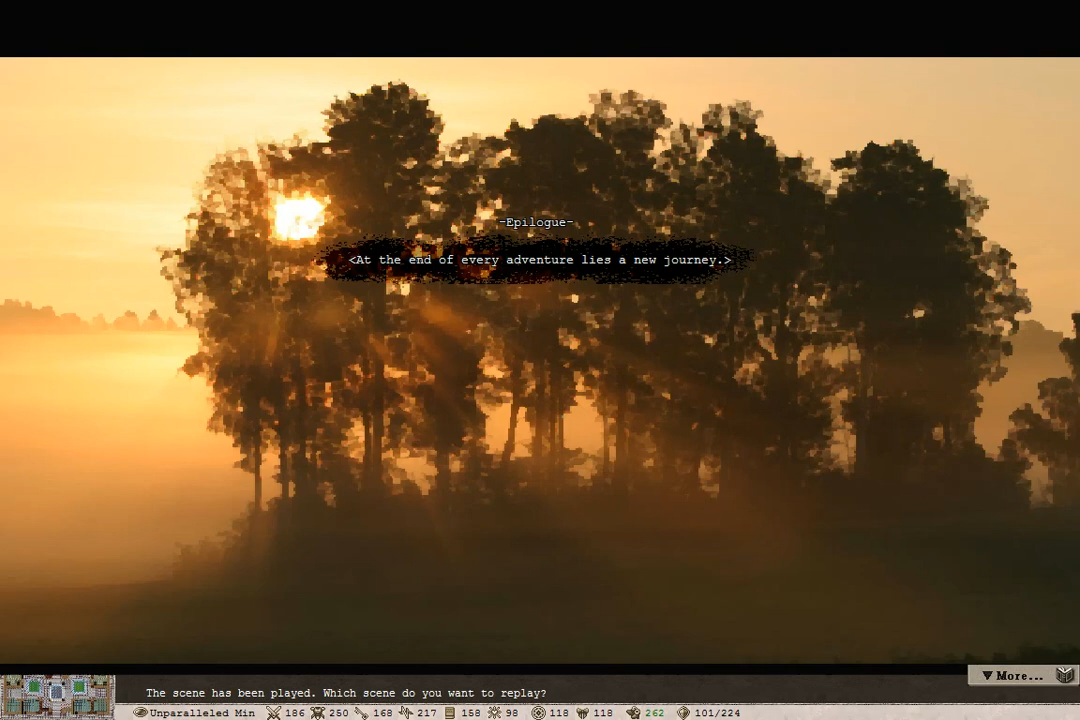 -Epilogue-
<At the end of every adventure lies a new journey.>
▼More...
The scene has been played. Which scene do you want to replay?
Unparalleled Min 186 250 168 217 158 98 118 118 262 101/224